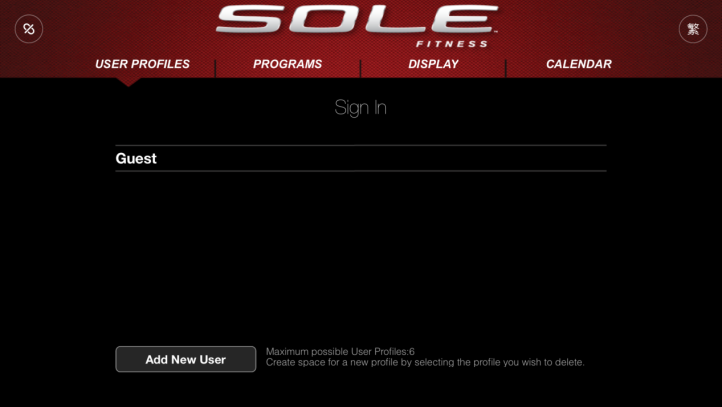 SOLE
FITNESS
繁
USER PROFILES
PROGRAMS
DISPLAY
CALENDAR
Sign In
Guest
Add New User
Maximum possible User Profiles:6
Create space for a new profile by selecting the profile you wish to delete.